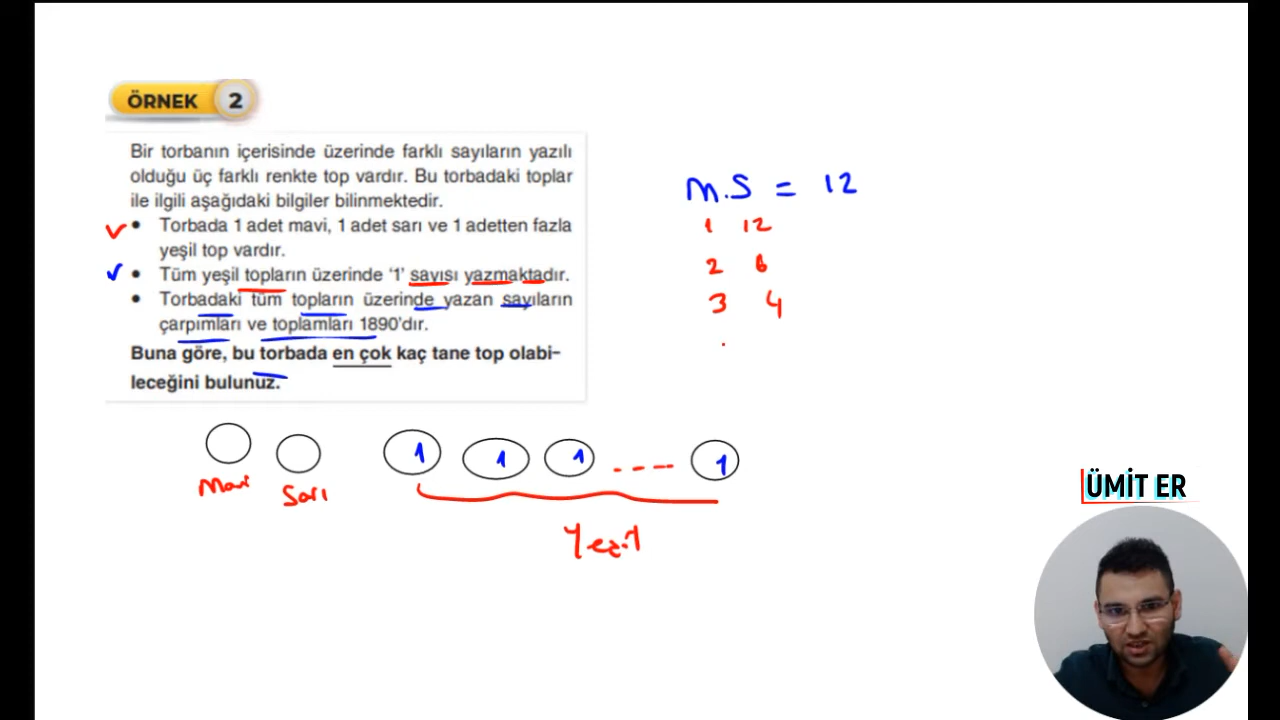 ÖRNEK 2
Bir torbanın içerisinde üzerinde farklı sayıların yazılı
olduğu üç farklı renkte top vardır. Bu torbadaki toplar
ile ilgili aşağıdaki bilgiler bilinmektedir.
• Torbada 1 adet mavi, 1 adet sarı ve 1 adetten fazla
yeşil top vardır.
• Tüm yeşil topların üzerinde '1' sayısı yazmaktadır.
• Torbadaki tüm topların üzerinde yazan sayıların
çarpımları ve toplamları 1890'dır.
Buna göre, bu torbada en çok kaç tane top olabi-
leceğini bulunuz.
M.S = 12
1 12
2 6
3 4
1 1 1 ---- 1
Mavi Sarı
Yeşil
ÜMİT ER